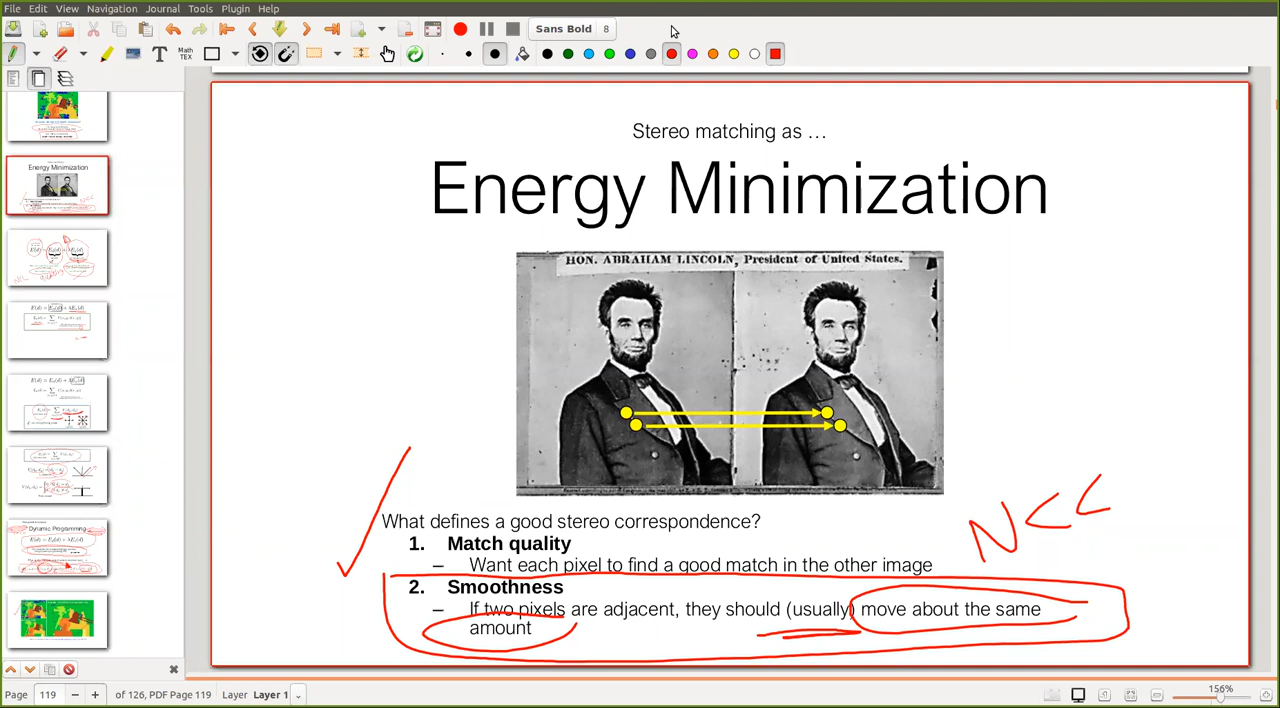 File Edit View Navigation Journal Tools Plugin Help
Sans Bold 8
T Math TEX
Stereo matching as …
Energy Minimization
HON. ABRAHAM LINCOLN, President of United States.
NCC
What defines a good stereo correspondence?
1. Match quality
– Want each pixel to find a good match in the other image
2. Smoothness
– If two pixels are adjacent, they should (usually) move about the same
amount
Energy Minimization
Dynamic Programming
Page 119 − + of 126, PDF Page 119 Layer Layer 1
156%